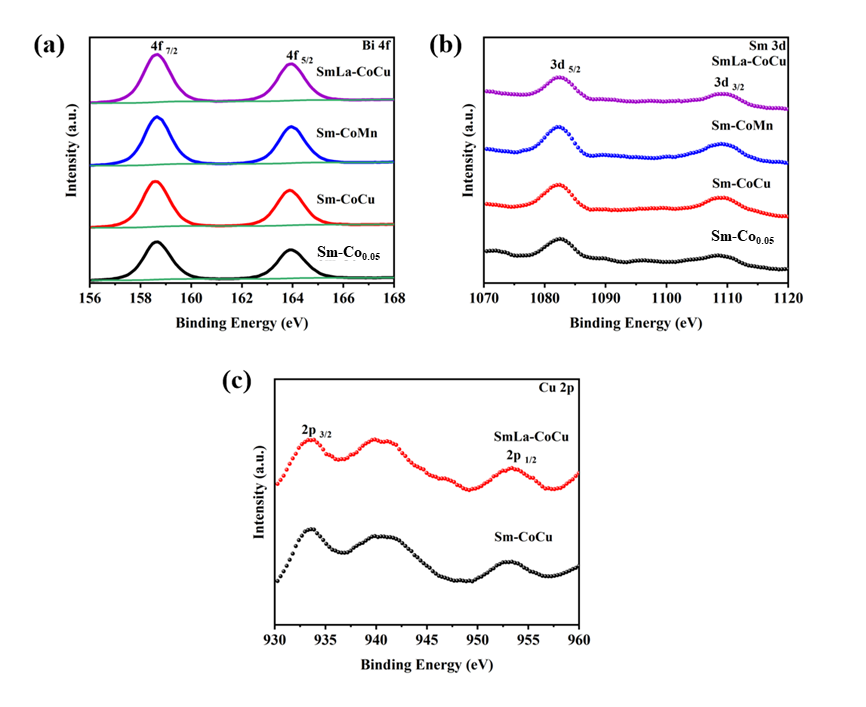 (a)
Bi 4f
4f 7/2
4f 5/2
SmLa-CoCu
Sm-CoMn
Sm-CoCu
Sm-Co0.05
Intensity (a.u.)
156 158 160 162 164 166 168
Binding Energy (eV)
(b)
Sm 3d
SmLa-CoCu
3d 5/2
3d 3/2
Sm-CoMn
Sm-CoCu
Sm-Co0.05
Intensity (a.u.)
1070 1080 1090 1100 1110 1120
Binding Energy (eV)
(c)
Cu 2p
2p 3/2
SmLa-CoCu
2p 1/2
Sm-CoCu
Intensity (a.u.)
930 935 940 945 950 955 960
Binding Energy (eV)